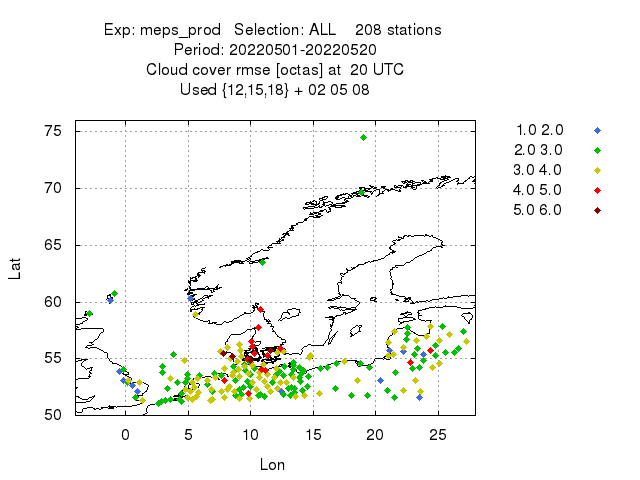 Exp: meps_prod   Selection: ALL    208 stations
Period: 20220501-20220520
Cloud cover rmse [octas] at  20 UTC
Used {12,15,18} + 02 05 08
1.0 2.0
2.0 3.0
3.0 4.0
4.0 5.0
5.0 6.0
75
70
65
60
55
50
Lat
0 5 10 15 20 25
Lon